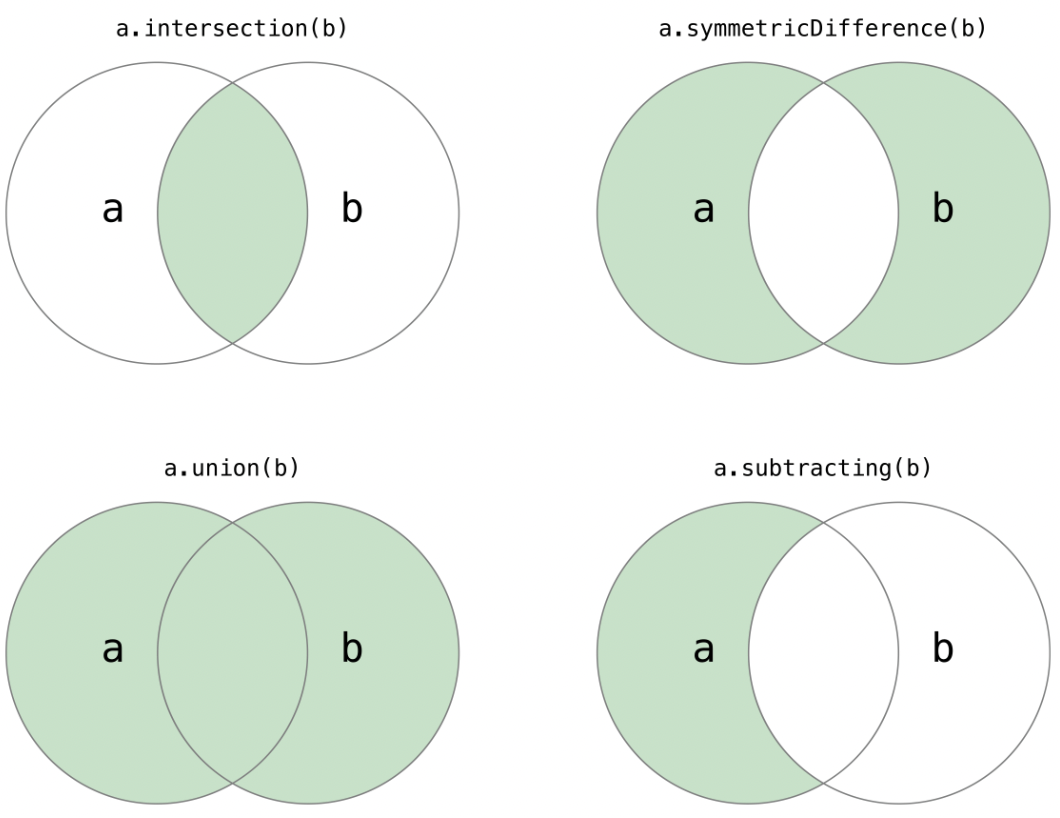 a.intersection(b)
a.symmetricDifference(b)
a
b
a
b
a.union(b)
a.subtracting(b)
a
b
a
b